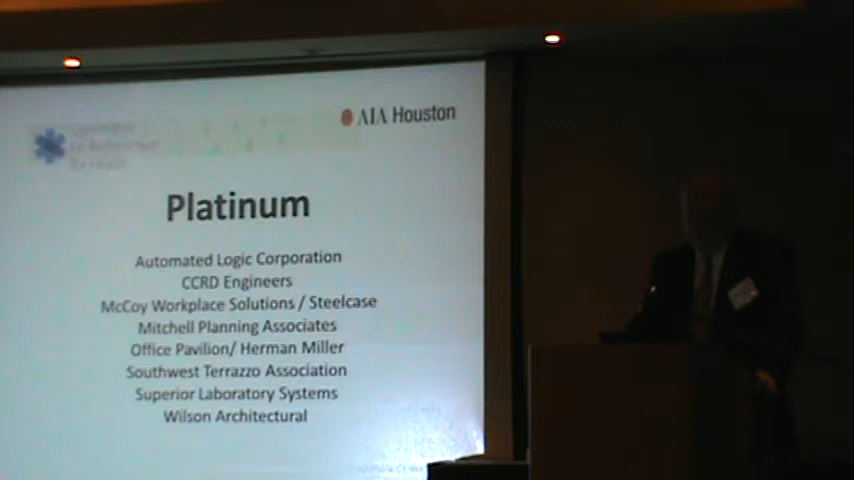 AIA Houston
Platinum
Automated Logic Corporation
CCRD Engineers
McCoy Workplace Solutions / Steelcase
Mitchell Planning Associates
Office Pavilion/ Herman Miller
Southwest Terrazzo Association
Superior Laboratory Systems
Wilson Architectural